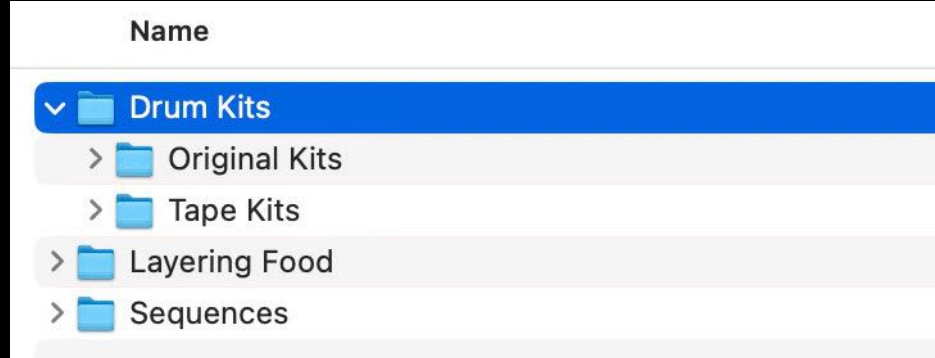 Name
Drum Kits
Original Kits
Tape Kits
Layering Food
Sequences